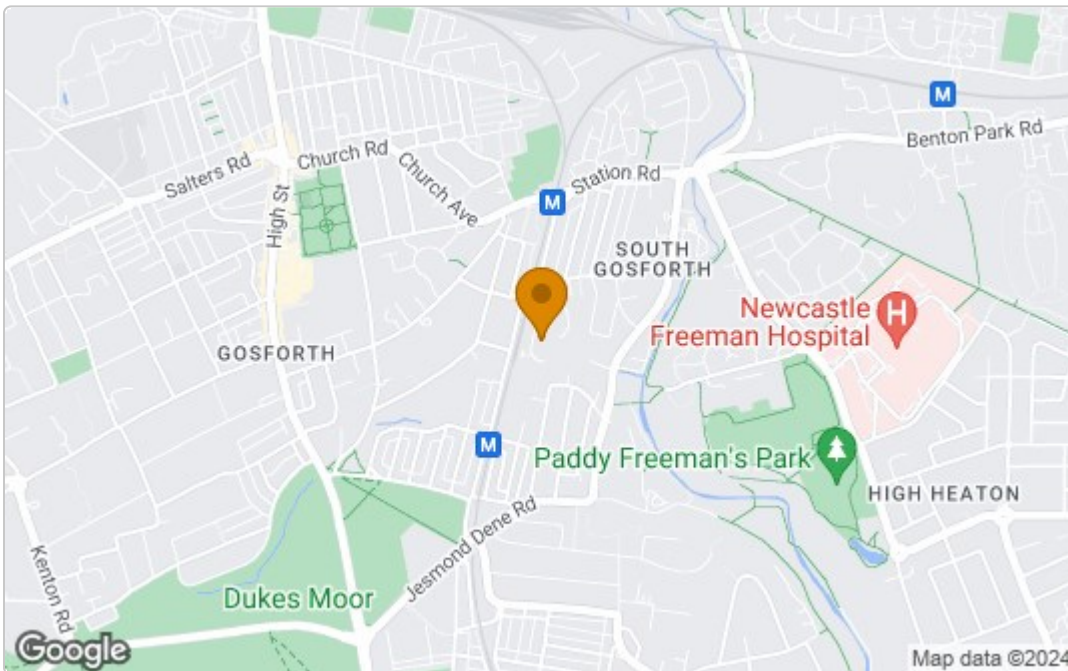 M
Benton Park Rd
Church Rd
Salters Rd
Church Ave
Station Rd
M
High St
SOUTH
GOSFORTH
Newcastle
Freeman Hospital
H
GOSFORTH
M
Paddy Freeman's Park
HIGH HEATON
Jesmond Dene Rd
Kenton Rd
Dukes Moor
Google
Map data ©2024